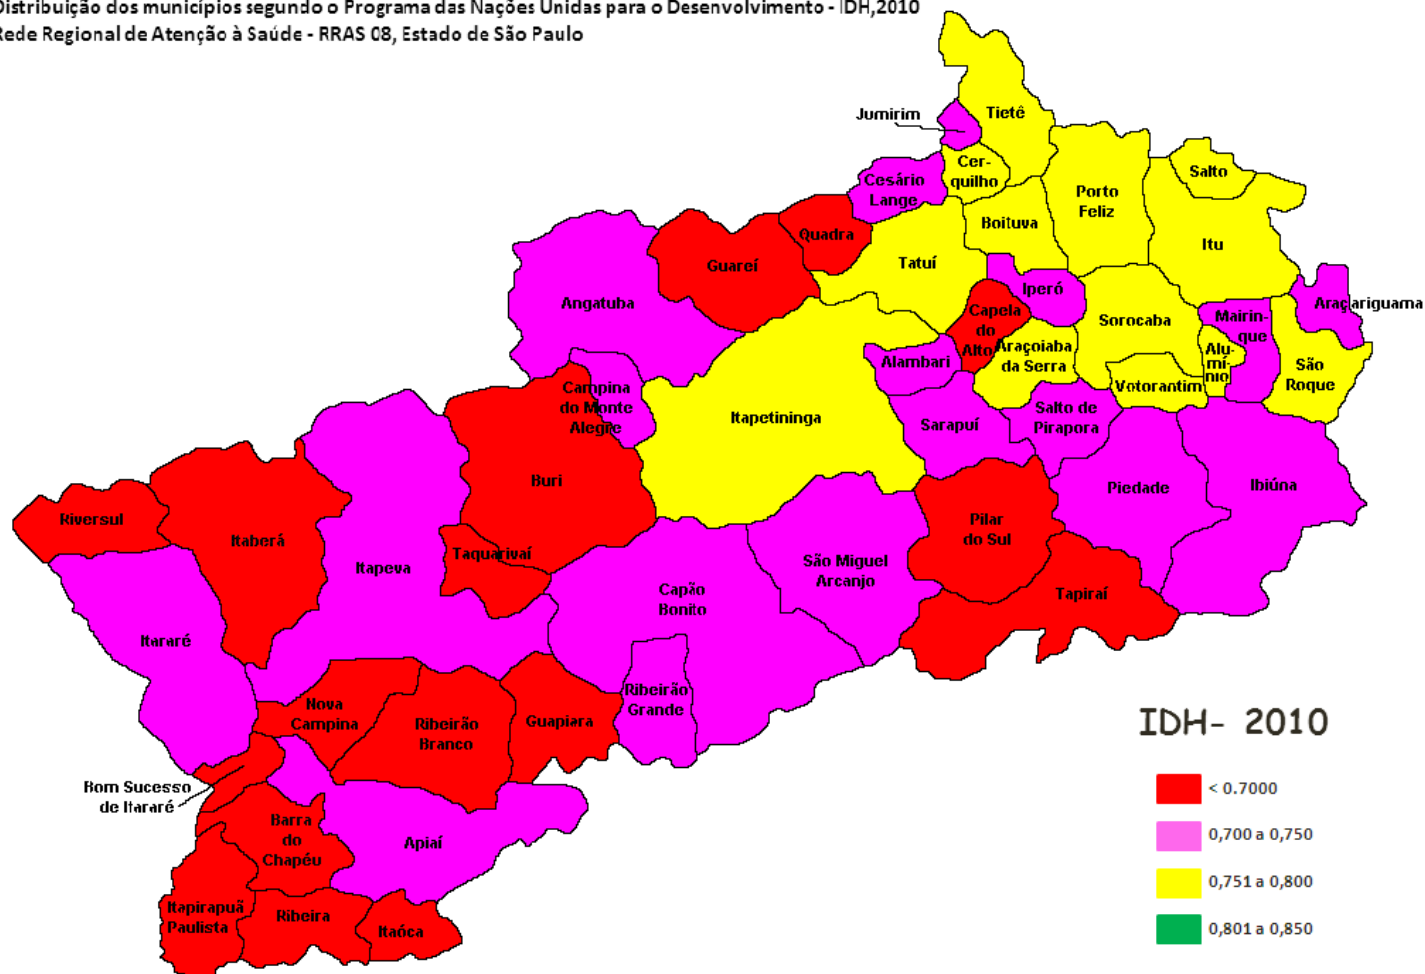 Distribuição dos municípios segundo o Programa das Nações Unidas para o Desenvolvimento - IDH,2010
Rede Regional de Atenção à Saúde - RRAS 08, Estado de São Paulo
Jumirim
Tietê
Cer-
quilho
Cesário
Lange
Salto
Porto
Feliz
Boituva
Quadra
Itu
Tatuí
Guareí
Angatuba
Iperó
Araçariguama
Capela
do
Alto
Sorocaba
Mairin-
que
Araçoiaba
da Serra
Alu-
mí-
nio
São
Roque
Alambari
Votorantim
Campina
do Monte
Alegre
Itapetininga
Sarapuí
Salto de
Pirapora
Buri
Piedade
Ibiúna
Riversul
Itaberá
Pilar
do Sul
Taquarivaí
Itapeva
São Miguel
Arcanjo
Capão
Bonito
Tapiraí
Itararé
Ribeirão
Grande
Nova
Campina
Ribeirão
Branco
Guapiara
Bom Sucesso
de Itararé
Barra
do
Chapéu
Apiaí
Itapirapuã
Paulista
Ribeira
Itaóca
IDH- 2010
< 0.7000
0,700 a 0,750
0,751 a 0,800
0,801 a 0,850